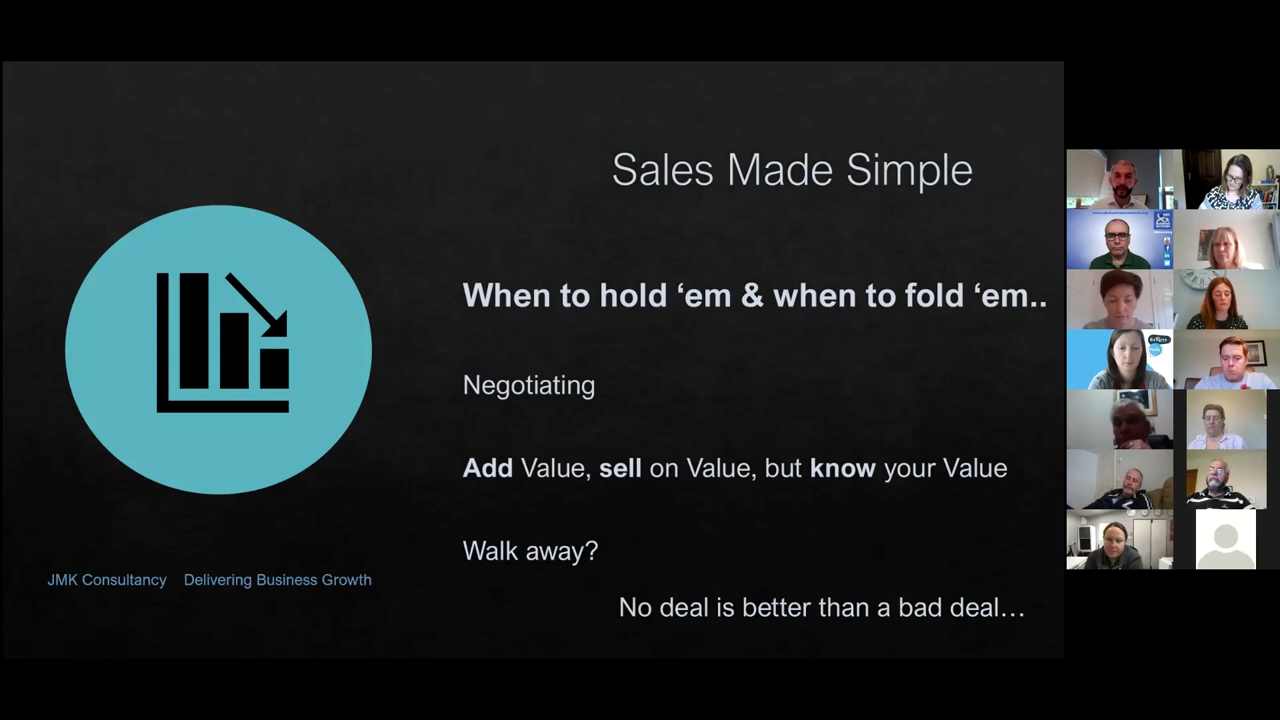 Sales Made Simple
When to hold ‘em & when to fold ‘em..
Negotiating
Add Value, sell on Value, but know your Value
Walk away?
No deal is better than a bad deal…
JMK Consultancy Delivering Business Growth